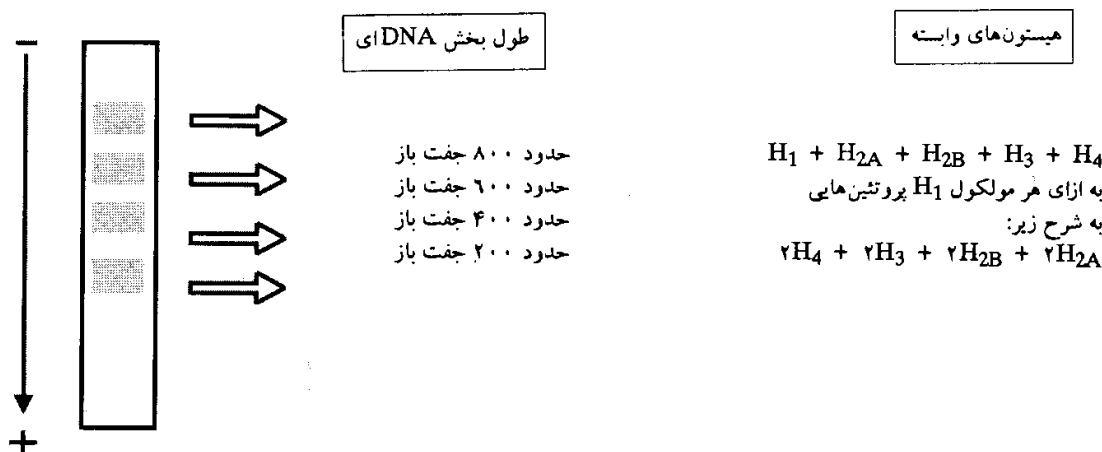 هیستون‌های وابسته
H1 + H2A + H2B + H3 + H4
به ازای هر مولکول H1 پروتئین‌هایی
به شرح زیر:
۲H4 + ۲H3 + ۲H2B + ۲H2A
طول بخش DNAای
حدود ۸۰۰ جفت باز
حدود ۶۰۰ جفت باز
حدود ۴۰۰ جفت باز
حدود ۲۰۰ جفت باز
−
+